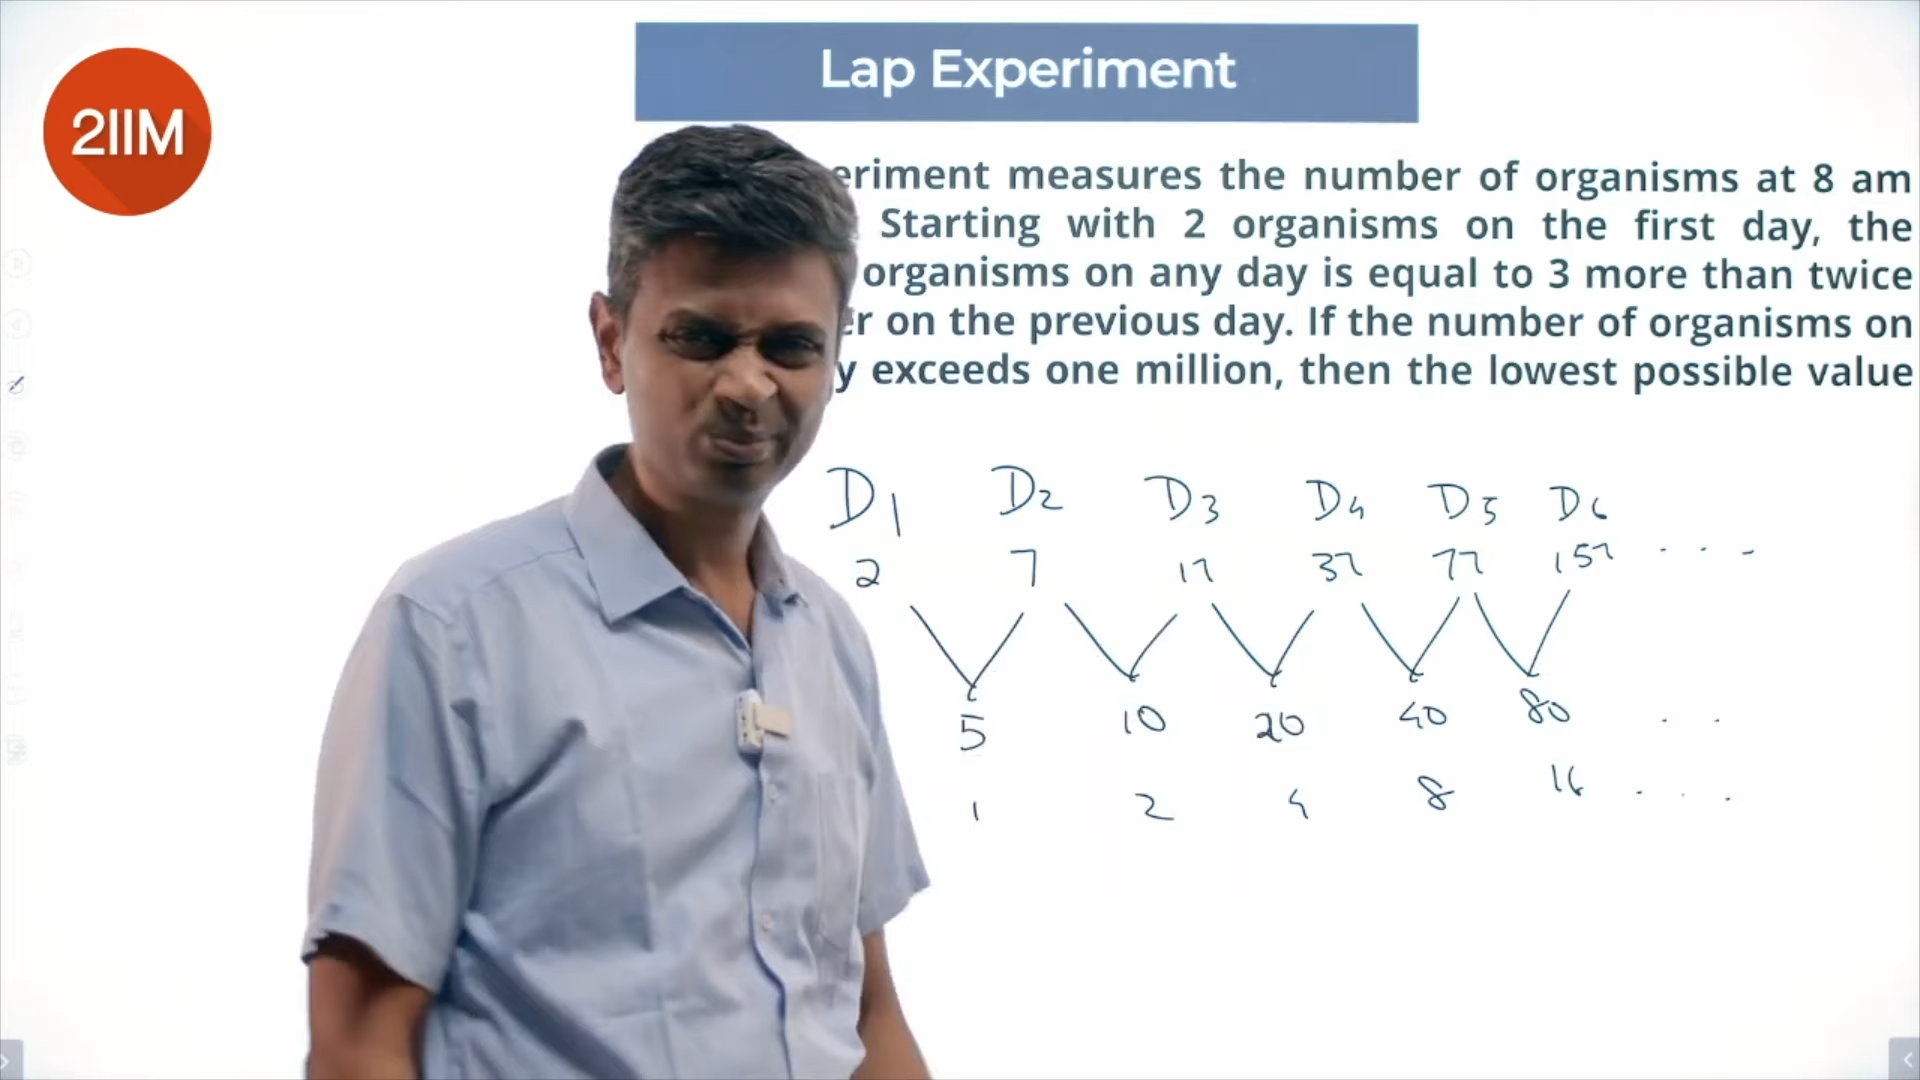 Lap Experiment
2IIM
measures the number of organisms at 8 am
Starting with 2 organisms on the first day, the
organisms on any day is equal to 3 more than twice
on the previous day. If the number of organisms on
exceeds one million, then the lowest possible value
D1 D2 D3 D4 D5 D6
2 7 17 37 77 157 . . .
5 10 20 40 80 . .
1 2 4 8 16 . . .